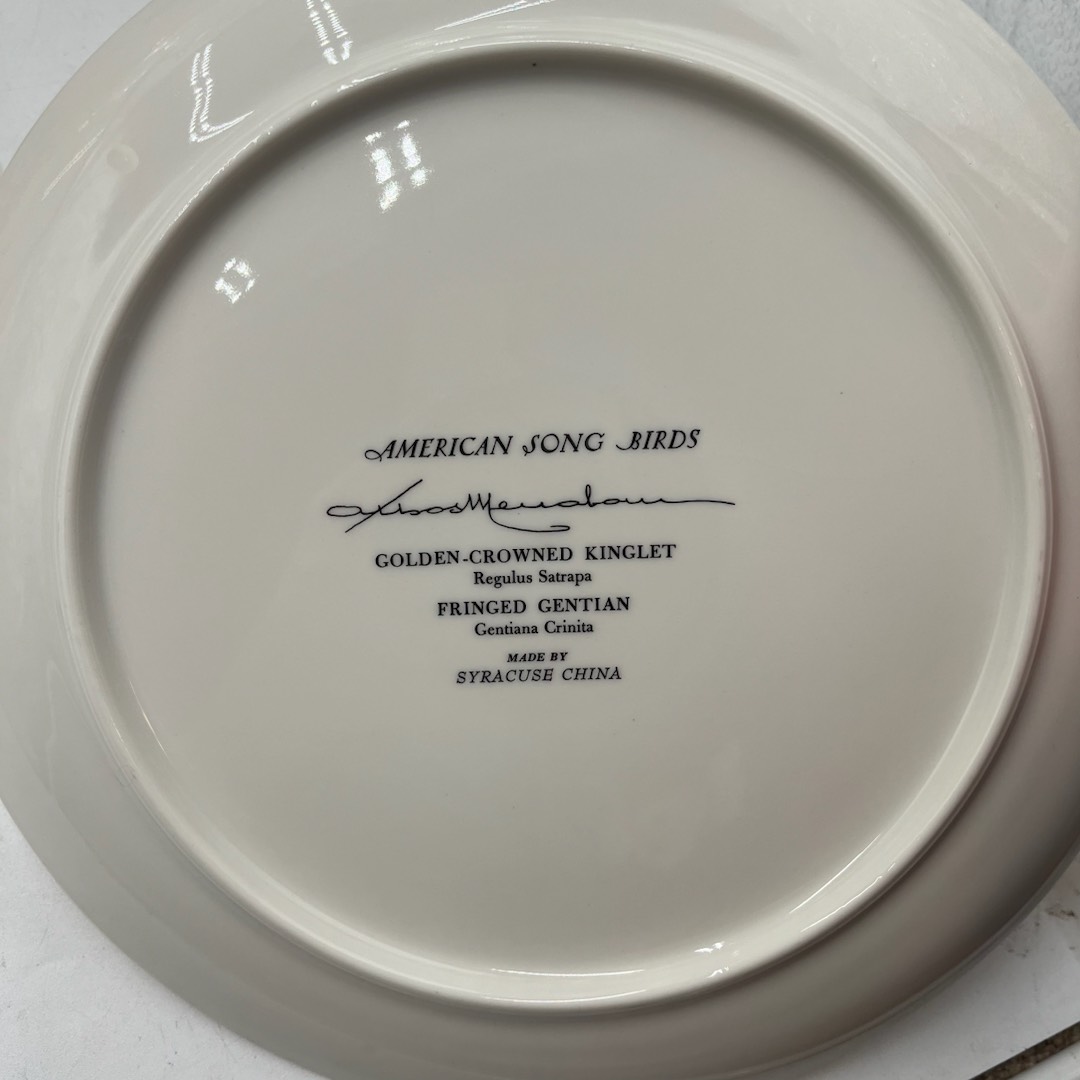 AMERICAN SONG BIRDS
GOLDEN-CROWNED KINGLET
Regulus Satrapa
FRINGED GENTIAN
Gentiana Crinita
MADE BY
SYRACUSE CHINA